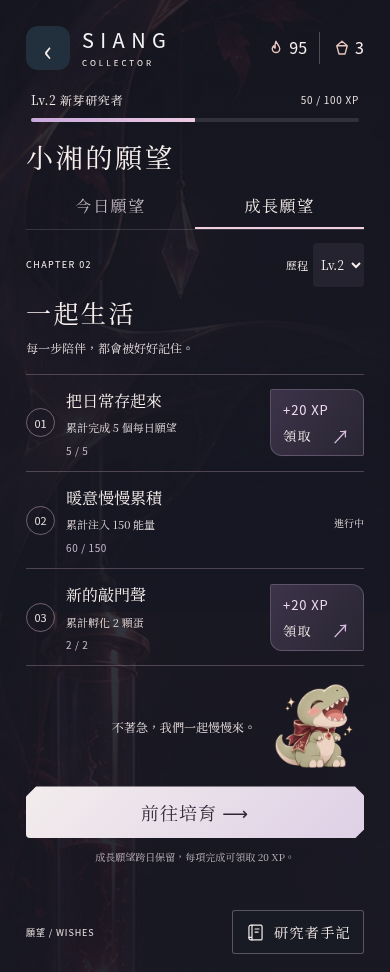 ‹ SIANG 95 3
COLLECTOR
Lv.2 新芽研究者 50 / 100 XP
小湘的願望
今日願望 成長願望
CHAPTER 02 歷程 Lv.2
一起生活
每一步陪伴，都會被好好記住。
01 把日常存起來 +20 XP
累計完成 5 個每日願望 領取 ↗
5 / 5
02 暖意慢慢累積
累計注入 150 能量 進行中
60 / 150
03 新的敲門聲 +20 XP
累計孵化 2 顆蛋 領取 ↗
2 / 2
不著急，我們一起慢慢來。
前往培育 ⟶
成長願望跨日保留，每項完成可領取 20 XP。
願望 / WISHES 研究者手記